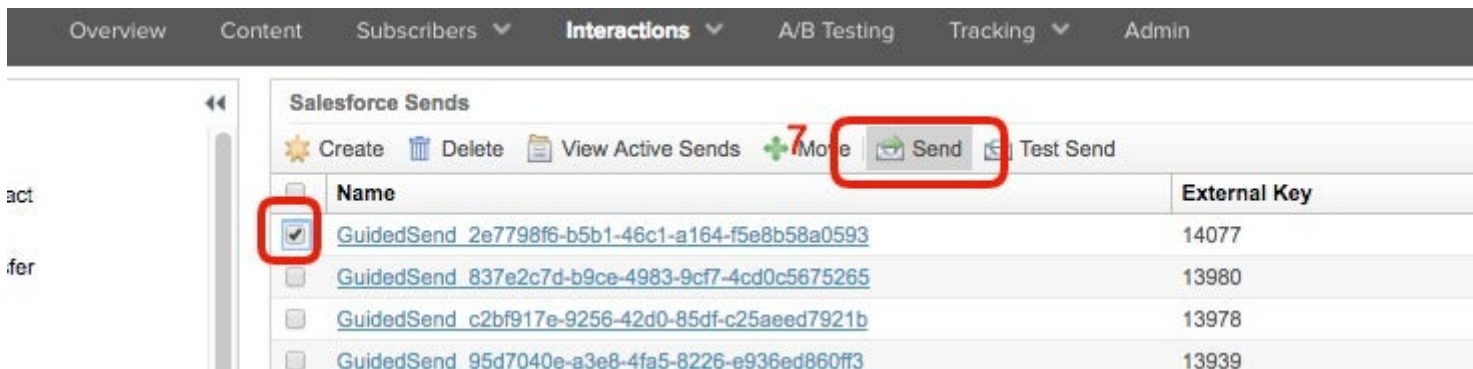 Overview Content Subscribers Interactions A/B Testing Tracking Admin
Salesforce Sends
Create Delete View Active Sends 7 Move Send Test Send
Name External Key
act
GuidedSend_2e7798f6-b5b1-46c1-a164-f5e8b58a0593 14077
fer
GuidedSend_837e2c7d-b9ce-4983-9cf7-4cd0c5675265 13980
GuidedSend_c2bf917e-9256-42d0-85df-c25aeed7921b 13978
GuidedSend_95d7040e-a3e8-4fa5-8226-e936ed860ff3 13939